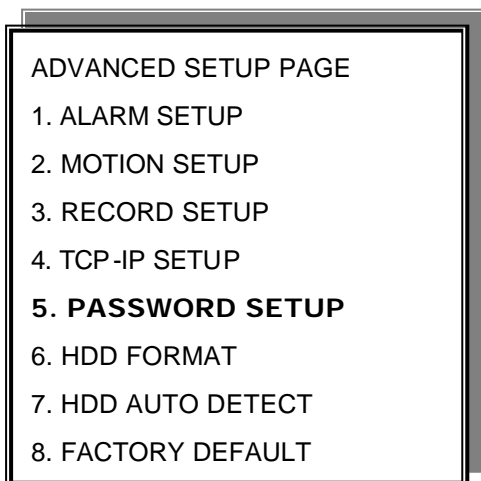 ADVANCED SETUP PAGE
1. ALARM SETUP
2. MOTION SETUP
3. RECORD SETUP
4. TCP-IP SETUP
5. PASSWORD SETUP
6. HDD FORMAT
7. HDD AUTO DETECT
8. FACTORY DEFAULT